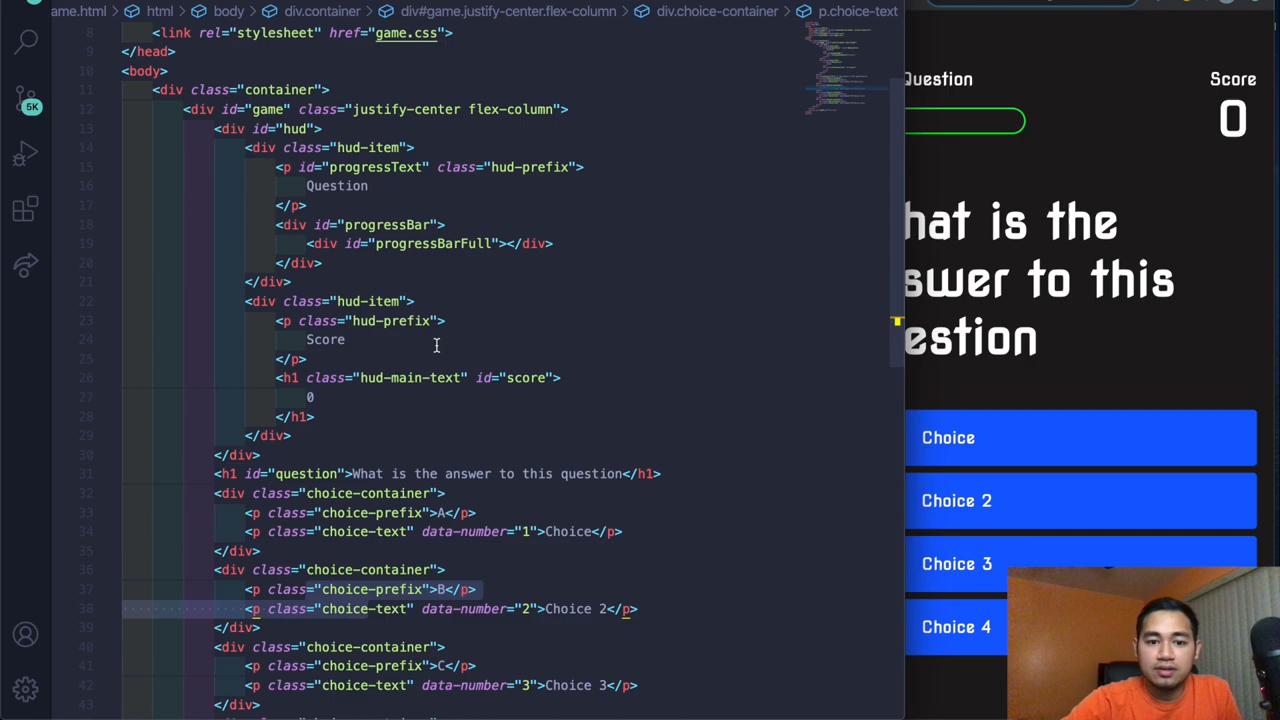 ame.html > html > body > div.container > div#game.justify-center.flex-column > div.choice-container > p.choice-text
8 <link rel="stylesheet" href="game.css">
9 </head>
10 <body>
11 <div class="container">
12 <div id="game" class="justify-center flex-column">
13 <div id="hud">
14 <div class="hud-item">
15 <p id="progressText" class="hud-prefix">
16 Question
17 </p>
18 <div id="progressBar">
19 <div id="progressBarFull"></div>
20 </div>
21 </div>
22 <div class="hud-item">
23 <p class="hud-prefix">
24 Score
25 </p>
26 <h1 class="hud-main-text" id="score">
27 0
28 </h1>
29 </div>
30 </div>
31 <h1 id="question">What is the answer to this question</h1>
32 <div class="choice-container">
33 <p class="choice-prefix">A</p>
34 <p class="choice-text" data-number="1">Choice</p>
35 </div>
36 <div class="choice-container">
37 <p class="choice-prefix">B</p>
38 <p class="choice-text" data-number="2">Choice 2</p>
39 </div>
40 <div class="choice-container">
41 <p class="choice-prefix">C</p>
42 <p class="choice-text" data-number="3">Choice 3</p>
43 </div>
5K
Question
Score
0
hat is the
swer to this
estion
Choice
Choice 2
Choice 3
Choice 4